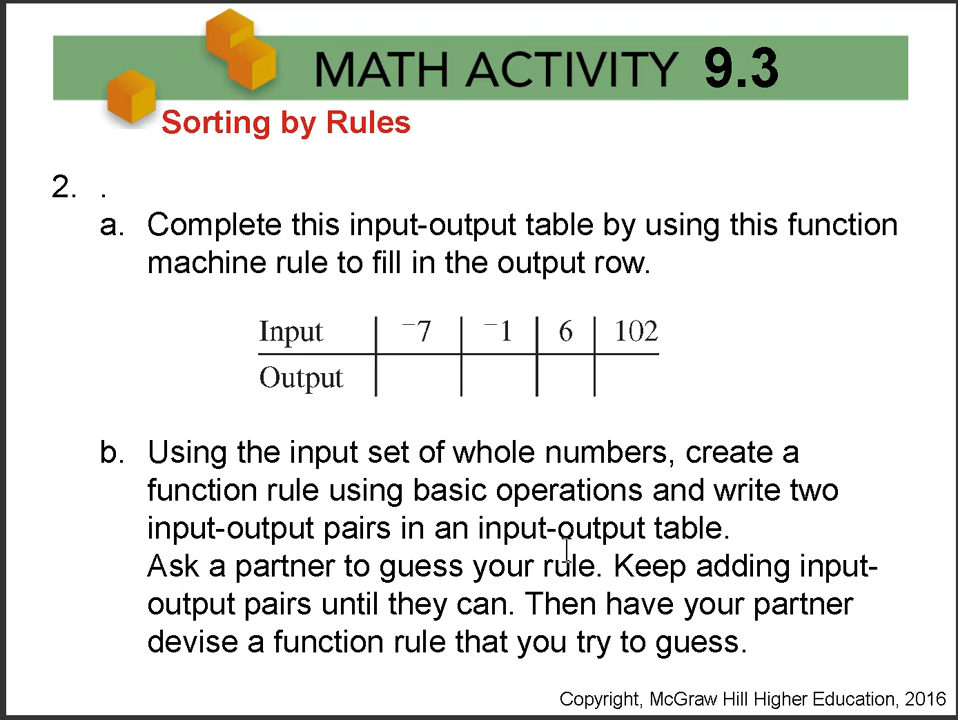 MATH ACTIVITY 9.3
Sorting by Rules
2. .
a. Complete this input-output table by using this function
machine rule to fill in the output row.
Input ⁻7 ⁻1 6 102
Output
b. Using the input set of whole numbers, create a
function rule using basic operations and write two
input-output pairs in an input-output table.
Ask a partner to guess your rule. Keep adding input-
output pairs until they can. Then have your partner
devise a function rule that you try to guess.
Copyright, McGraw Hill Higher Education, 2016